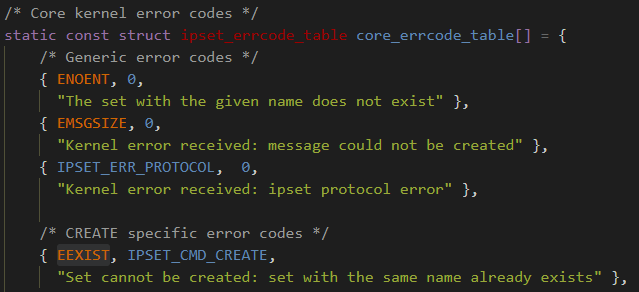 /* Core kernel error codes */
static const struct ipset_errcode_table core_errcode_table[] = {
/* Generic error codes */
{ ENOENT, 0,
"The set with the given name does not exist" },
{ EMSGSIZE, 0,
"Kernel error received: message could not be created" },
{ IPSET_ERR_PROTOCOL,  0,
"Kernel error received: ipset protocol error" },
/* CREATE specific error codes */
{ EEXIST, IPSET_CMD_CREATE,
"Set cannot be created: set with the same name already exists" },